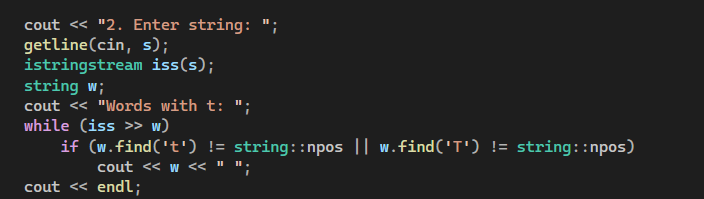 cout << "2. Enter string: ";
getline(cin, s);
istringstream iss(s);
string w;
cout << "Words with t: ";
while (iss >> w)
    if (w.find('t') != string::npos || w.find('T') != string::npos)
        cout << w << " ";
cout << endl;